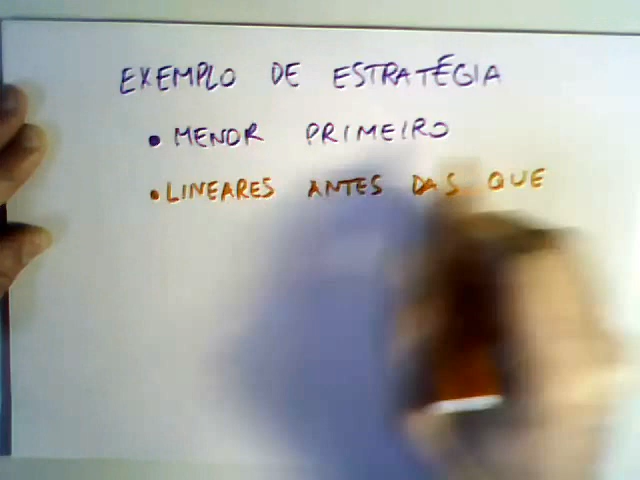 EXEMPLO DE ESTRATÉGIA
• MENOR PRIMEIRO
• LINEARES ANTES DAS QUE